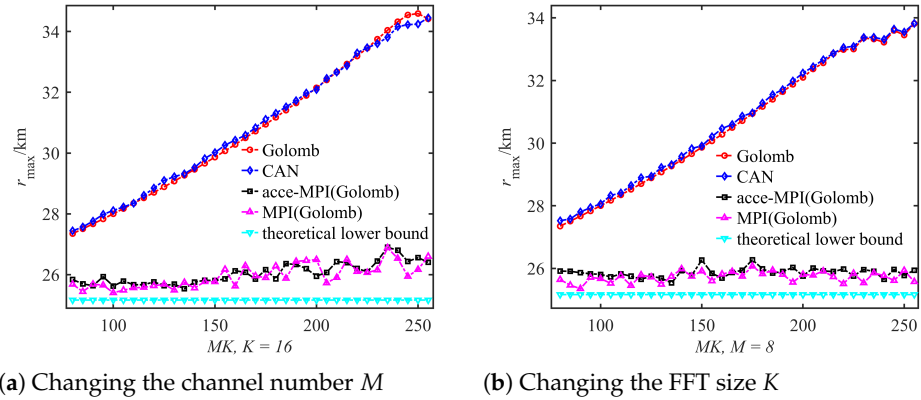 34
32
30
28
26
r_max/km
Golomb
CAN
acce-MPI(Golomb)
MPI(Golomb)
theoretical lower bound
100 150 200 250
MK, K = 16
(a) Changing the channel number M
34
32
30
28
26
r_max/km
Golomb
CAN
acce-MPI(Golomb)
MPI(Golomb)
theoretical lower bound
100 150 200 250
MK, M = 8
(b) Changing the FFT size K